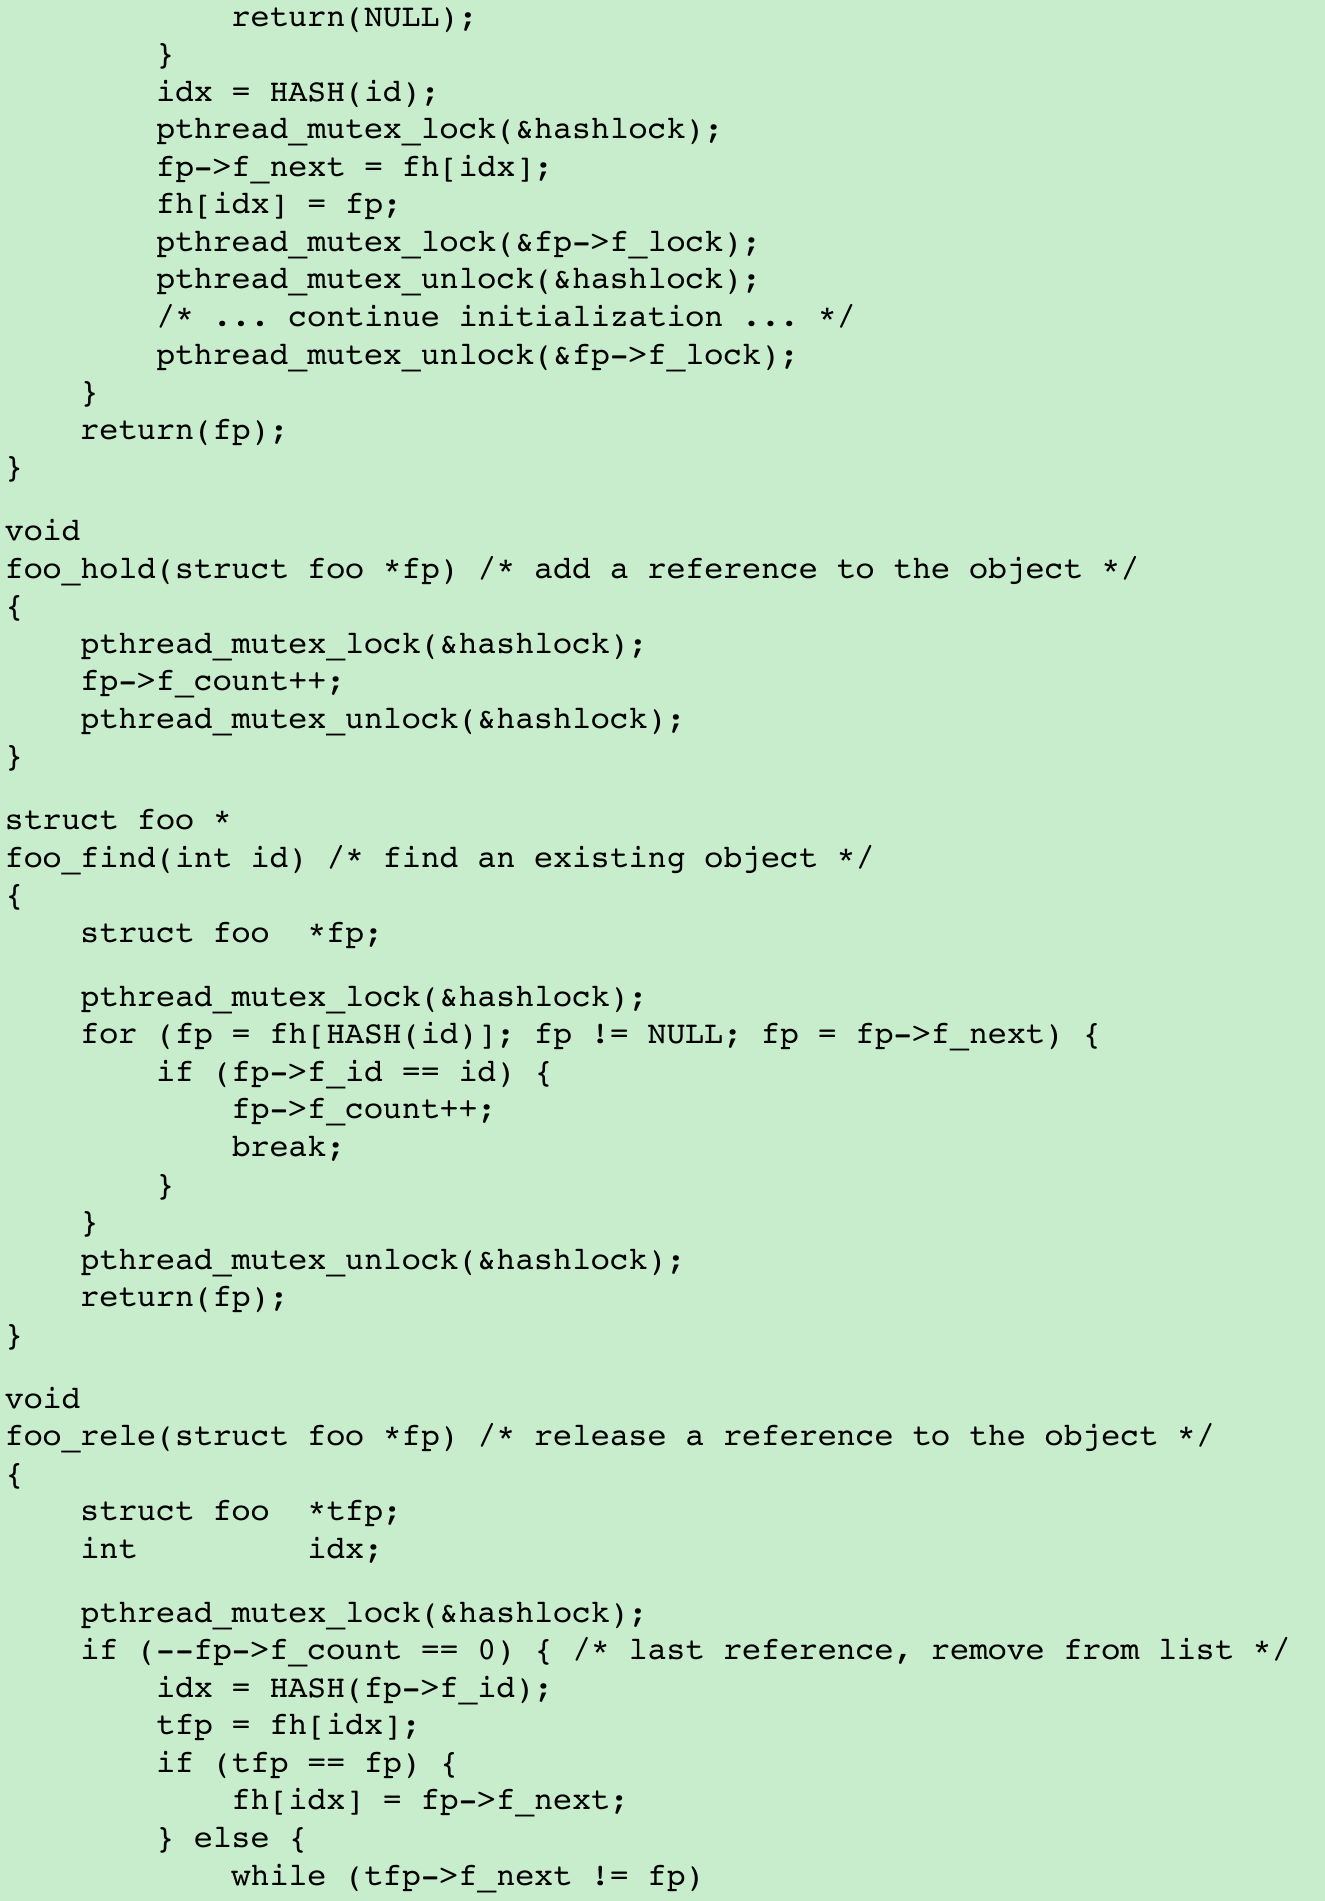 return(NULL);
        }
        idx = HASH(id);
        pthread_mutex_lock(&hashlock);
        fp->f_next = fh[idx];
        fh[idx] = fp;
        pthread_mutex_lock(&fp->f_lock);
        pthread_mutex_unlock(&hashlock);
        /* ... continue initialization ... */
        pthread_mutex_unlock(&fp->f_lock);
    }
    return(fp);
}

void
foo_hold(struct foo *fp) /* add a reference to the object */
{
    pthread_mutex_lock(&hashlock);
    fp->f_count++;
    pthread_mutex_unlock(&hashlock);
}

struct foo *
foo_find(int id) /* find an existing object */
{
    struct foo  *fp;

    pthread_mutex_lock(&hashlock);
    for (fp = fh[HASH(id)]; fp != NULL; fp = fp->f_next) {
        if (fp->f_id == id) {
            fp->f_count++;
            break;
        }
    }
    pthread_mutex_unlock(&hashlock);
    return(fp);
}

void
foo_rele(struct foo *fp) /* release a reference to the object */
{
    struct foo  *tfp;
    int         idx;

    pthread_mutex_lock(&hashlock);
    if (--fp->f_count == 0) { /* last reference, remove from list */
        idx = HASH(fp->f_id);
        tfp = fh[idx];
        if (tfp == fp) {
            fh[idx] = fp->f_next;
        } else {
            while (tfp->f_next != fp)